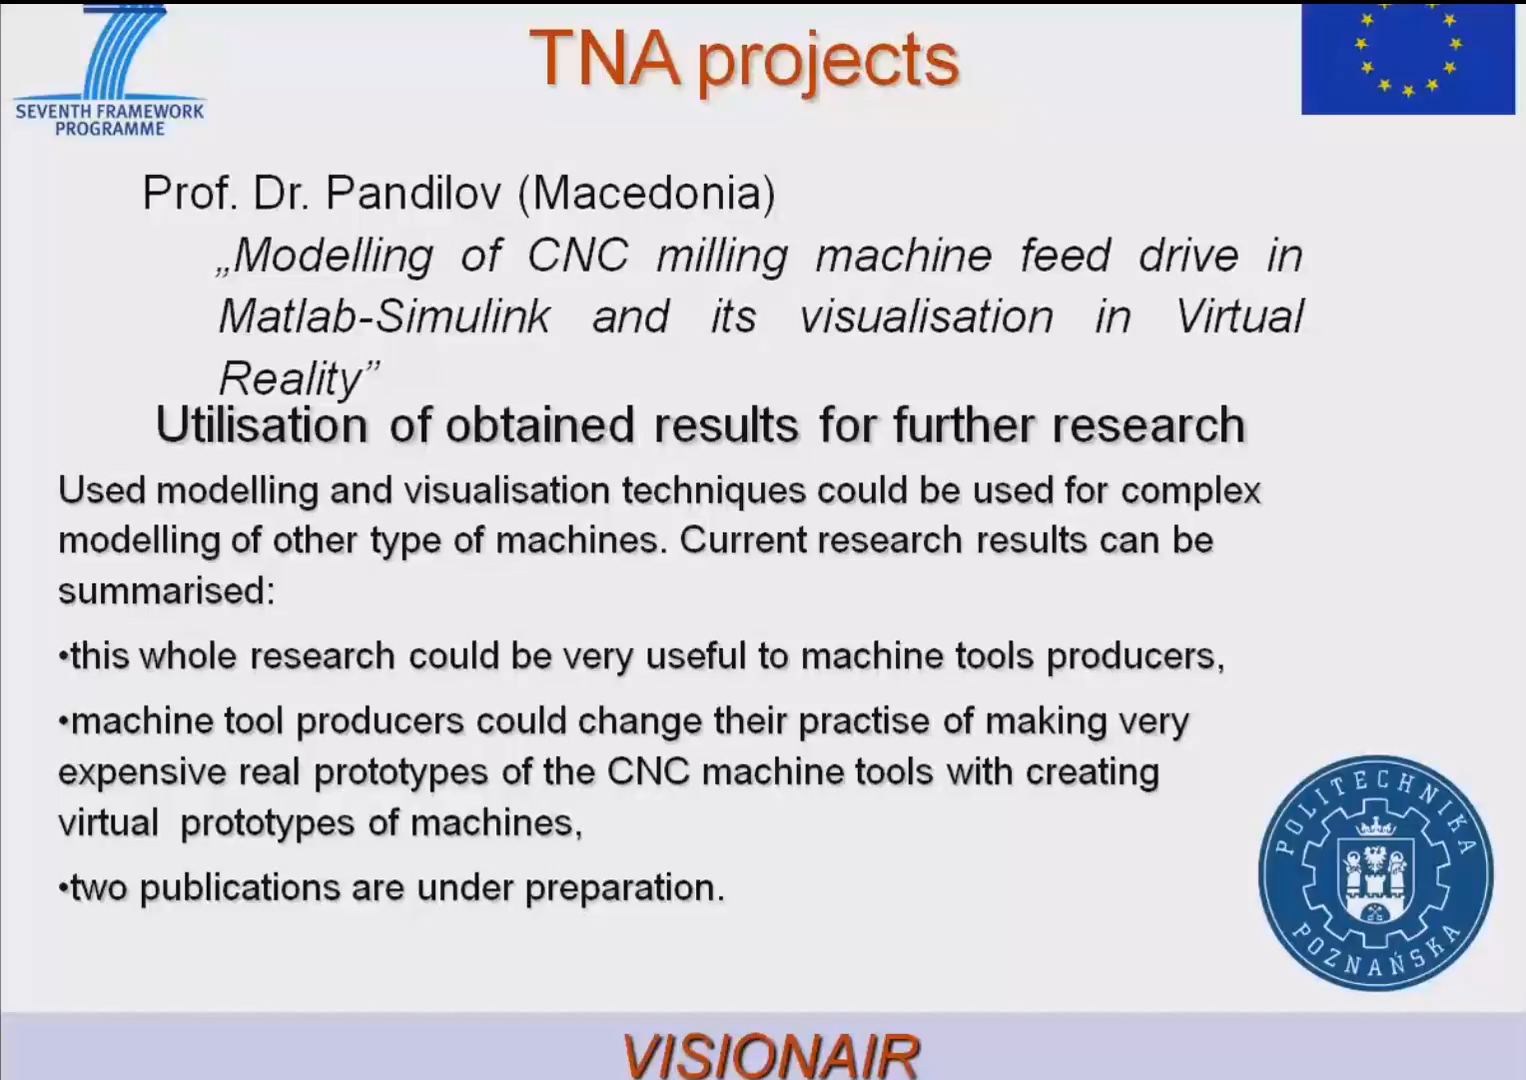 TNA projects
SEVENTH FRAMEWORK
PROGRAMME
Prof. Dr. Pandilov (Macedonia)
„Modelling of CNC milling machine feed drive in
Matlab-Simulink and its visualisation in Virtual
Reality”
Utilisation of obtained results for further research
Used modelling and visualisation techniques could be used for complex
modelling of other type of machines. Current research results can be
summarised:
•this whole research could be very useful to machine tools producers,
•machine tool producers could change their practise of making very
expensive real prototypes of the CNC machine tools with creating
virtual prototypes of machines,
•two publications are under preparation.
POLITECHNIKA
POZNAŃSKA
VISIONAIR